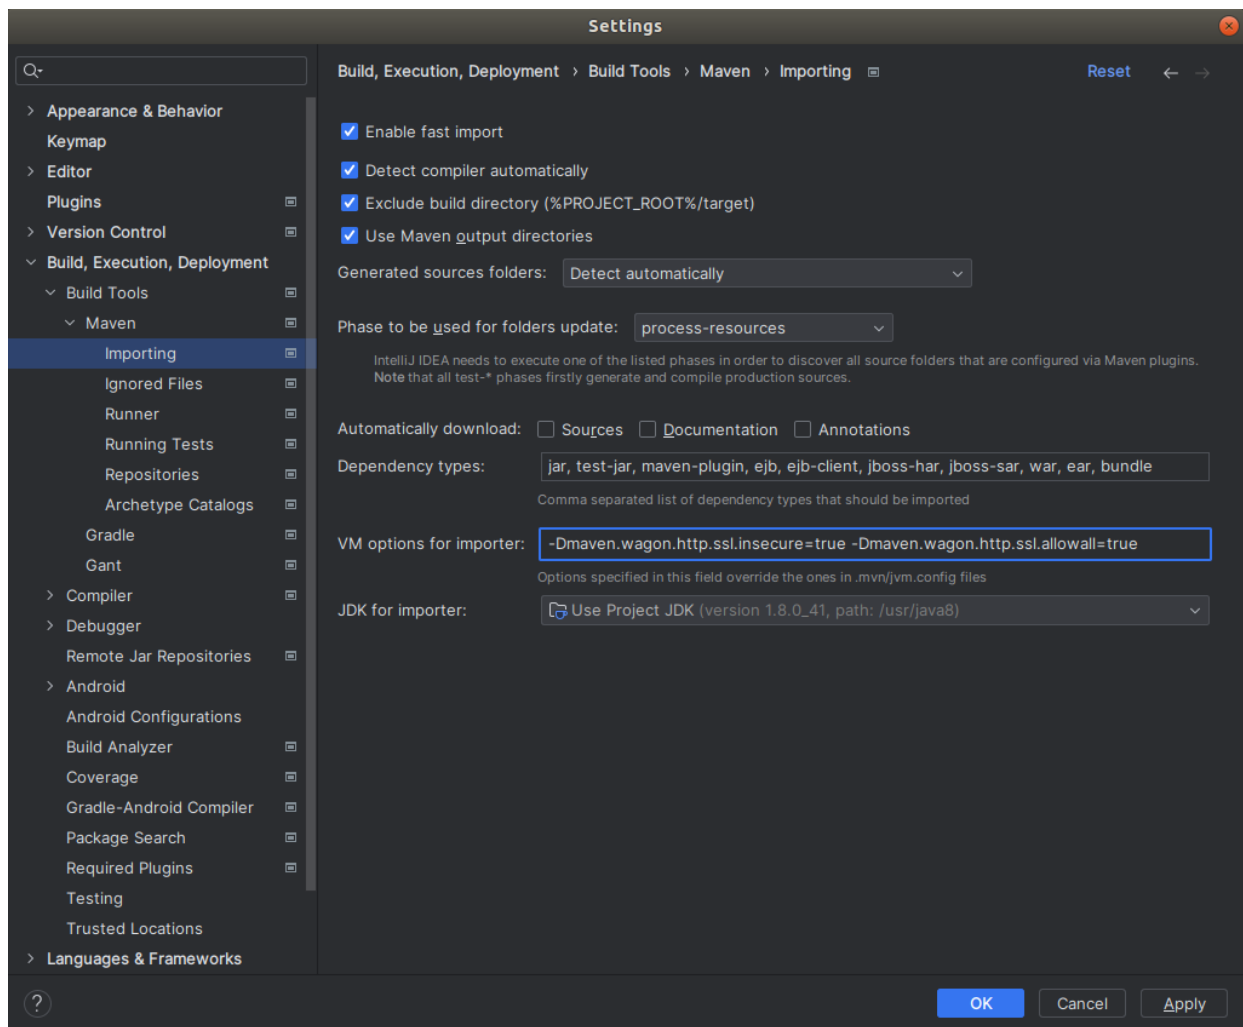 Settings
Appearance & Behavior
Keymap
Editor
Plugins
Version Control
Build, Execution, Deployment
Build Tools
Maven
Importing
Ignored Files
Runner
Running Tests
Repositories
Archetype Catalogs
Gradle
Gant
Compiler
Debugger
Remote Jar Repositories
Android
Android Configurations
Build Analyzer
Coverage
Gradle-Android Compiler
Package Search
Required Plugins
Testing
Trusted Locations
Languages & Frameworks
Build, Execution, Deployment › Build Tools › Maven › Importing Reset
Enable fast import
Detect compiler automatically
Exclude build directory (%PROJECT_ROOT%/target)
Use Maven output directories
Generated sources folders: Detect automatically
Phase to be used for folders update: process-resources
IntelliJ IDEA needs to execute one of the listed phases in order to discover all source folders that are configured via Maven plugins.
Note that all test-* phases firstly generate and compile production sources.
Automatically download: Sources Documentation Annotations
Dependency types: jar, test-jar, maven-plugin, ejb, ejb-client, jboss-har, jboss-sar, war, ear, bundle
Comma separated list of dependency types that should be imported
VM options for importer: -Dmaven.wagon.http.ssl.insecure=true -Dmaven.wagon.http.ssl.allowall=true
Options specified in this field override the ones in .mvn/jvm.config files
JDK for importer: Use Project JDK (version 1.8.0_41, path: /usr/java8)
? OK Cancel Apply